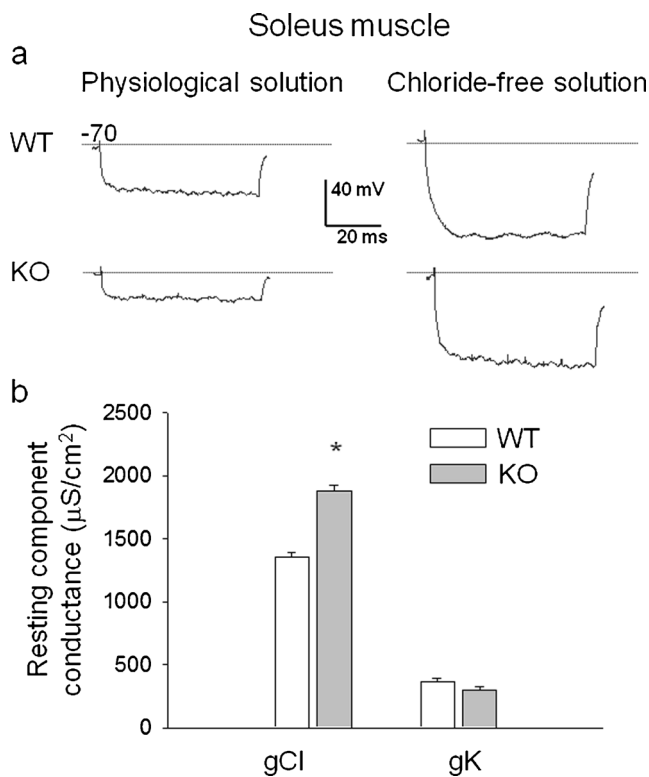 Soleus muscle
a
Physiological solution
Chloride-free solution
WT
-70
40 mV
20 ms
KO
b
Resting component
conductance (µS/cm²)
2500
2000
1500
1000
500
0
*
WT
KO
gCl
gK